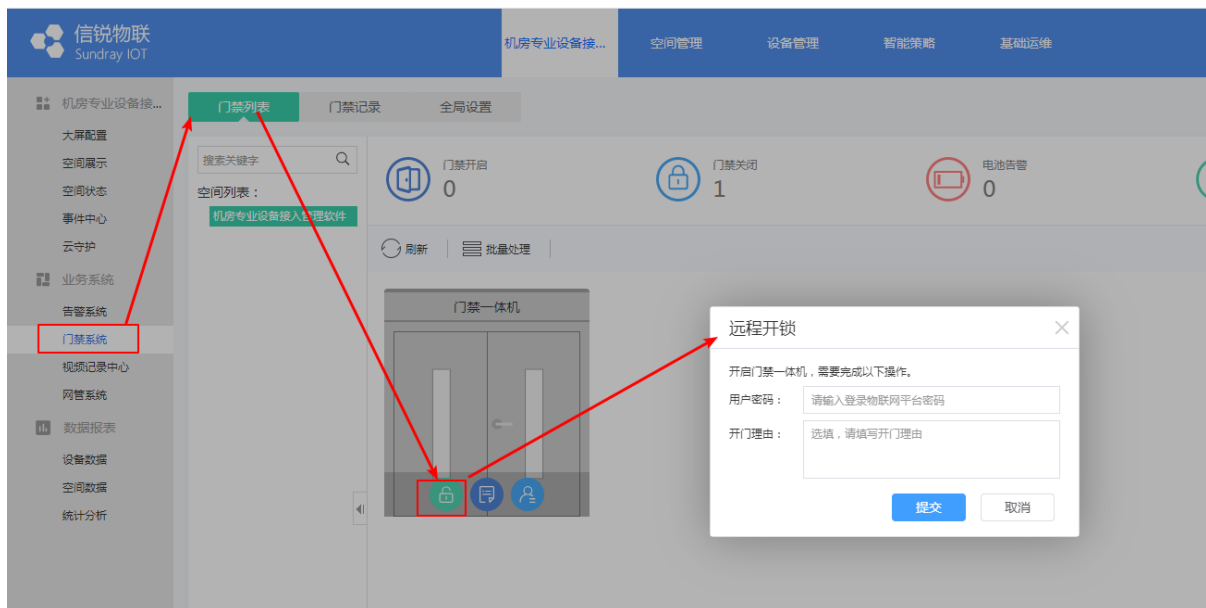 信锐物联
Sundray IOT
机房专业设备接...
空间管理
设备管理
智能策略
基础运维
机房专业设备接...
大屏配置
空间展示
空间状态
事件中心
云守护
业务系统
告警系统
门禁系统
视频记录中心
网管系统
数据报表
设备数据
空间数据
统计分析
门禁列表
门禁记录
全局设置
搜索关键字
空间列表：
机房专业设备接入管理软件
门禁开启
0
门禁关闭
1
电池告警
0
刷新
批量处理
门禁一体机
远程开锁
开启门禁一体机，需要完成以下操作。
用户密码：
请输入登录物联网平台密码
开门理由：
选填，请填写开门理由
提交
取消